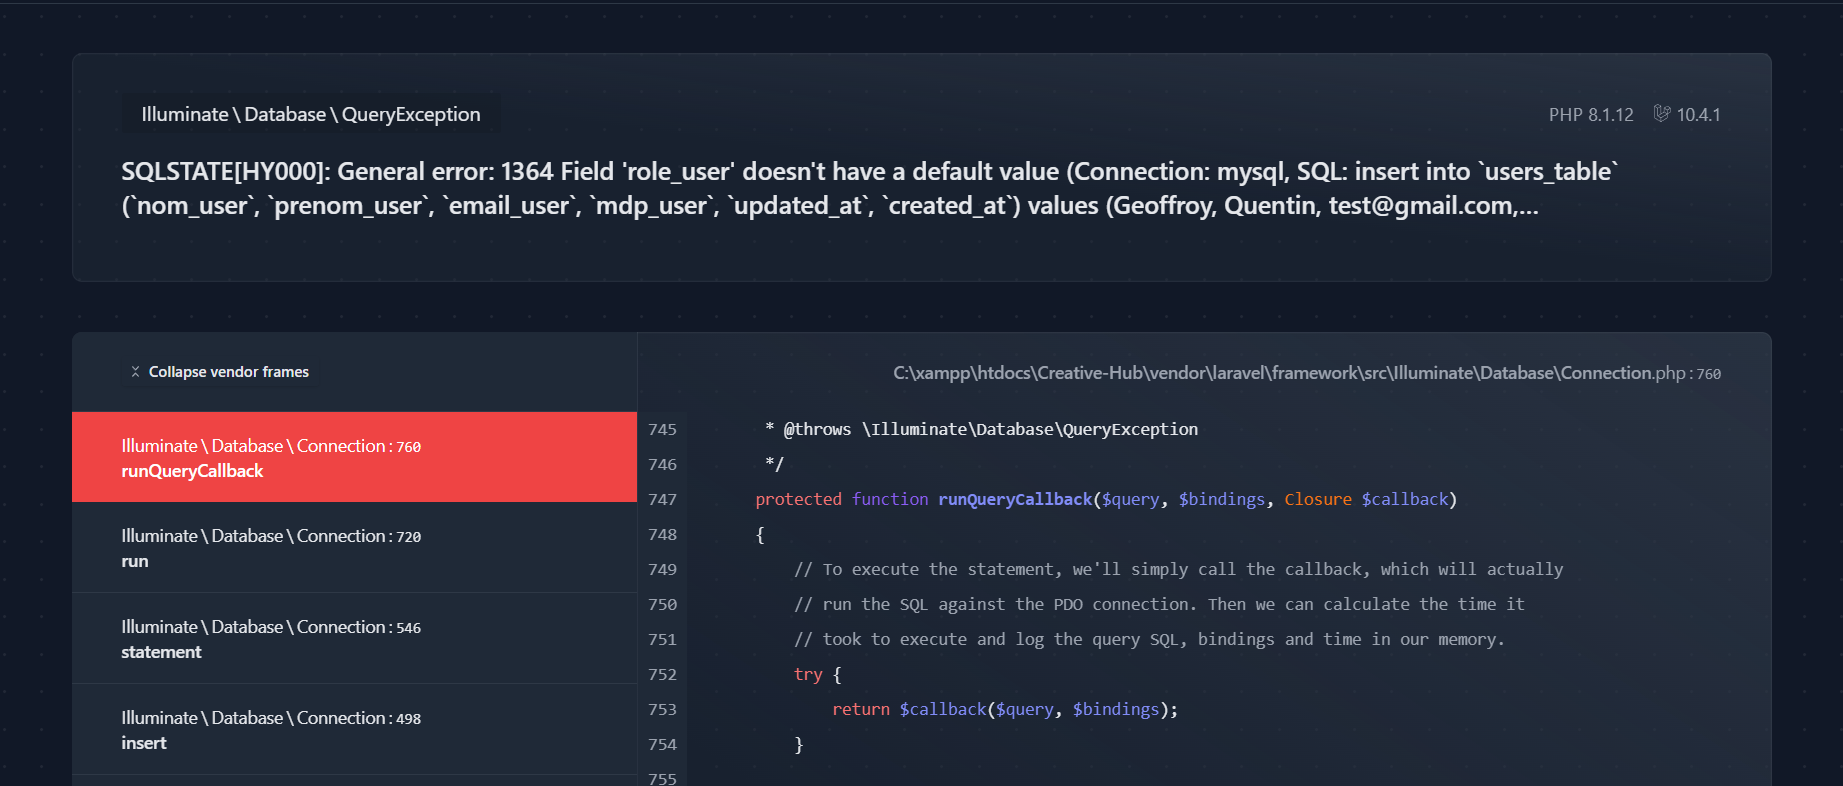 Illuminate\Database\QueryException
PHP 8.1.12 10.4.1
SQLSTATE[HY000]: General error: 1364 Field 'role_user' doesn't have a default value (Connection: mysql, SQL: insert into `users_table`
(`nom_user`, `prenom_user`, `email_user`, `mdp_user`, `updated_at`, `created_at`) values (Geoffroy, Quentin, test@gmail.com,...
Collapse vendor frames
Illuminate\Database\Connection:760
runQueryCallback
Illuminate\Database\Connection:720
run
Illuminate\Database\Connection:546
statement
Illuminate\Database\Connection:498
insert
C:\xampp\htdocs\Creative-Hub\vendor\laravel\framework\src\Illuminate\Database\Connection.php:760
745 * @throws \Illuminate\Database\QueryException
746 */
747 protected function runQueryCallback($query, $bindings, Closure $callback)
748 {
749 // To execute the statement, we'll simply call the callback, which will actually
750 // run the SQL against the PDO connection. Then we can calculate the time it
751 // took to execute and log the query SQL, bindings and time in our memory.
752 try {
753 return $callback($query, $bindings);
754 }
755